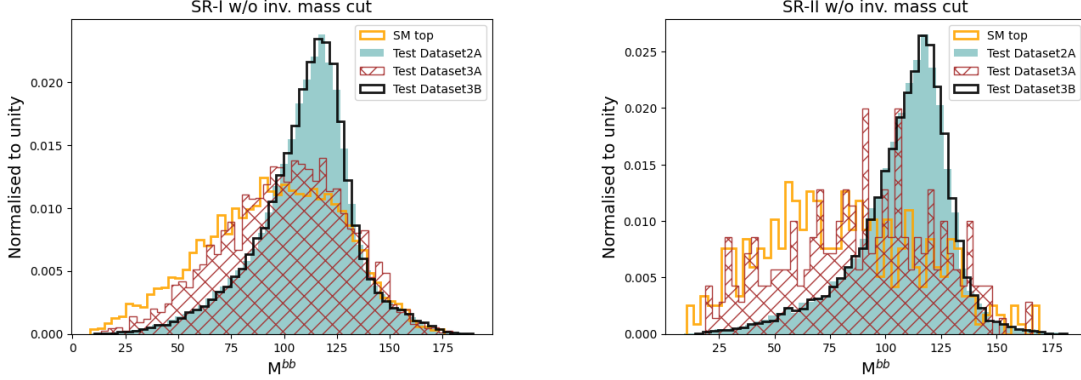 SR-I w/o inv. mass cut
Normalised to unity
0.020
0.015
0.010
0.005
0.000
SM top
Test Dataset2A
Test Dataset3A
Test Dataset3B
0 25 50 75 100 125 150 175
M^bb
SR-II w/o inv. mass cut
Normalised to unity
0.025
0.020
0.015
0.010
0.005
0.000
SM top
Test Dataset2A
Test Dataset3A
Test Dataset3B
25 50 75 100 125 150 175
M^bb